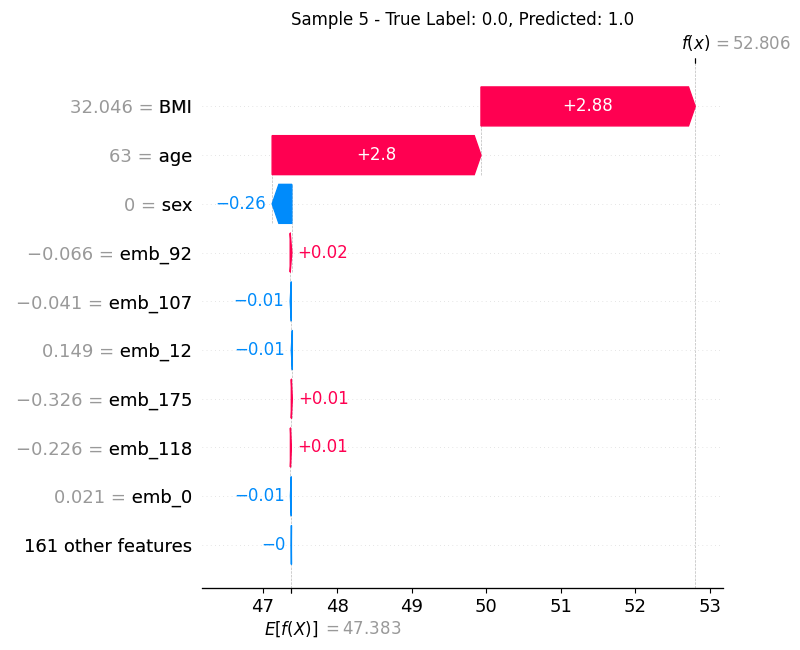 Sample 5 - True Label: 0.0, Predicted: 1.0
f(x) = 52.806
32.046 = BMI +2.88
63 = age +2.8
0 = sex −0.26
−0.066 = emb_92 +0.02
−0.041 = emb_107 −0.01
0.149 = emb_12 −0.01
−0.326 = emb_175 +0.01
−0.226 = emb_118 +0.01
0.021 = emb_0 −0.01
161 other features −0
47 48 49 50 51 52 53
E[f(X)] = 47.383